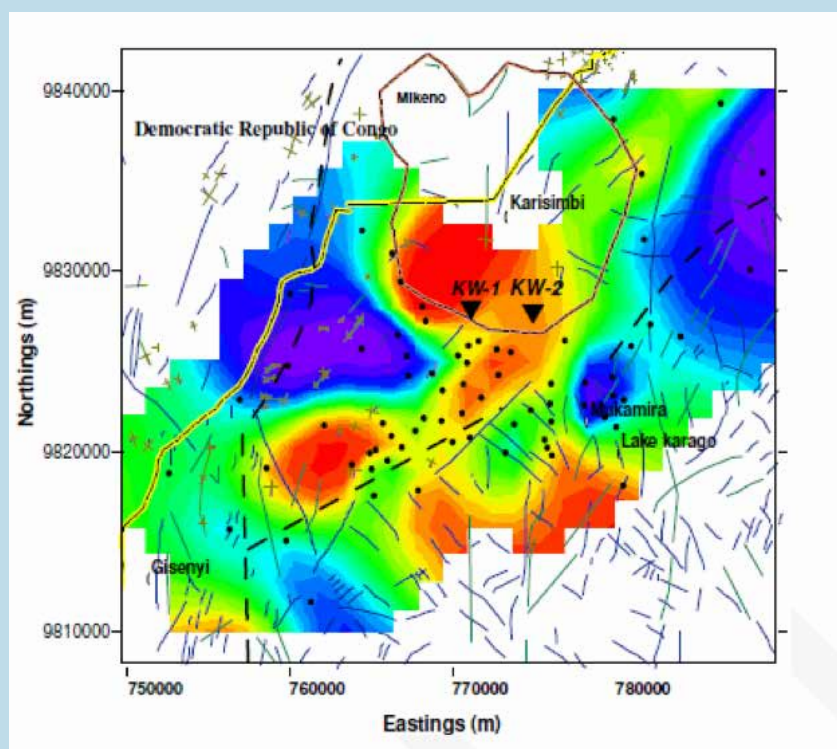 9840000
Mikeno
Democratic Republic of Congo
Karisimbi
9830000
KW-1 KW-2
Northings (m)
Mukamira
9820000
Lake karago
Gisenyi
9810000
750000 760000 770000 780000
Eastings (m)